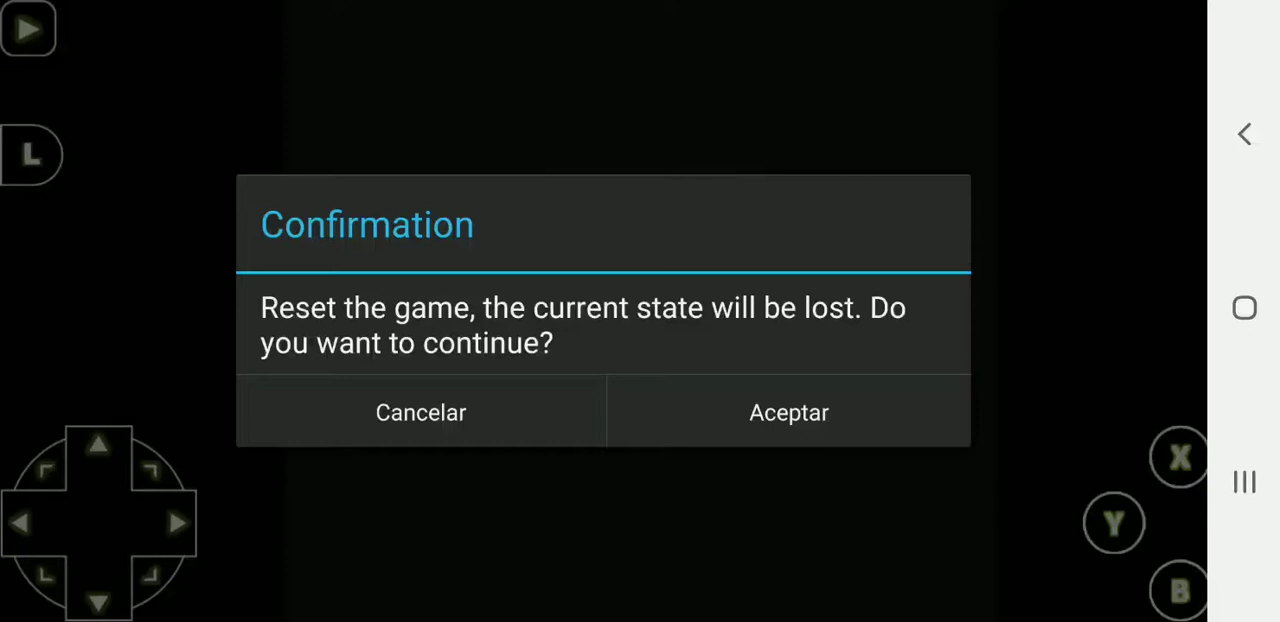 L
Confirmation
Reset the game, the current state will be lost. Do
you want to continue?
Cancelar
Aceptar
X
Y
B